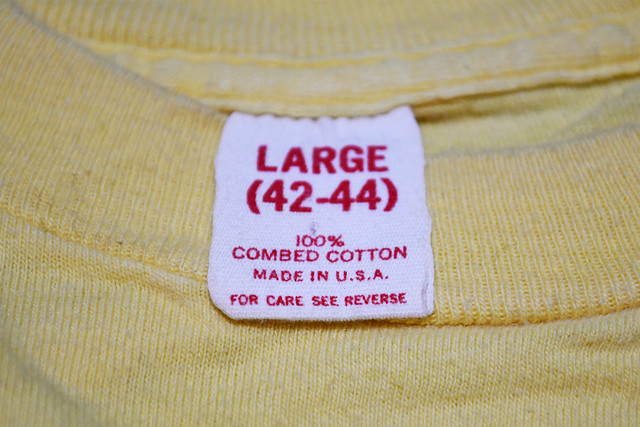 LARGE
(42-44)
100%
COMBED COTTON
MADE IN U.S.A.
FOR CARE SEE REVERSE